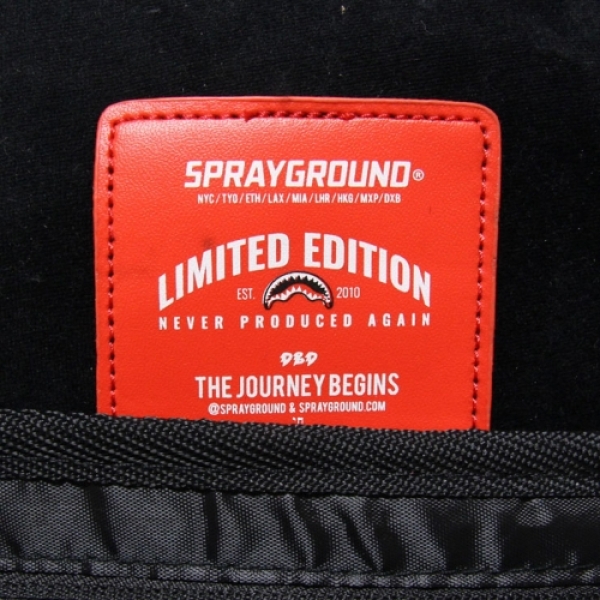 SPRAYGROUND®
NYC/TYO/ETH/LAX/MIA/LHR/HKG/MXP/DXB
LIMITED EDITION
EST. 2010
NEVER PRODUCED AGAIN
DBD
THE JOURNEY BEGINS
@SPRAYGROUND & SPRAYGROUND.COM